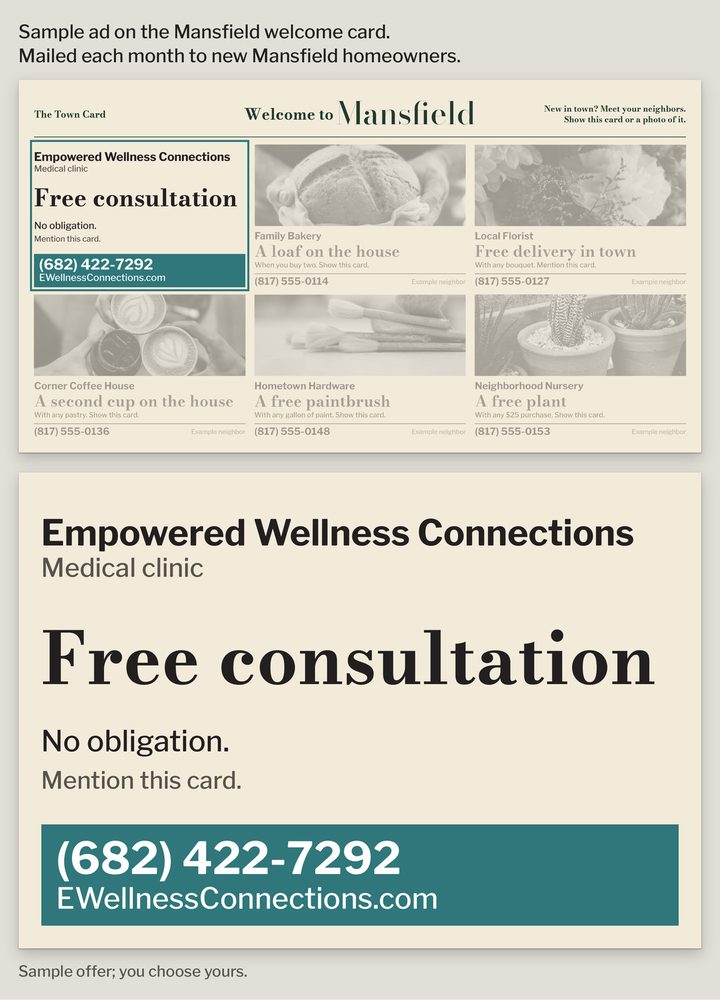 Sample ad on the Mansfield welcome card.
Mailed each month to new Mansfield homeowners.
The Town Card
Welcome to Mansfield
New in town? Meet your neighbors.
Show this card or a photo of it.
Empowered Wellness Connections
Medical clinic
Free consultation
No obligation.
Mention this card.
(682) 422-7292
EWellnessConnections.com
Family Bakery
A loaf on the house
When you buy two. Show this card.
(817) 555-0114
Example neighbor
Local Florist
Free delivery in town
With any bouquet. Mention this card.
(817) 555-0127
Example neighbor
Corner Coffee House
A second cup on the house
With any pastry. Show this card.
(817) 555-0136
Example neighbor
Hometown Hardware
A free paintbrush
With any gallon of paint. Show this card.
(817) 555-0148
Example neighbor
Neighborhood Nursery
A free plant
With any $25 purchase. Show this card.
(817) 555-0153
Example neighbor
Empowered Wellness Connections
Medical clinic
Free consultation
No obligation.
Mention this card.
(682) 422-7292
EWellnessConnections.com
Sample offer; you choose yours.